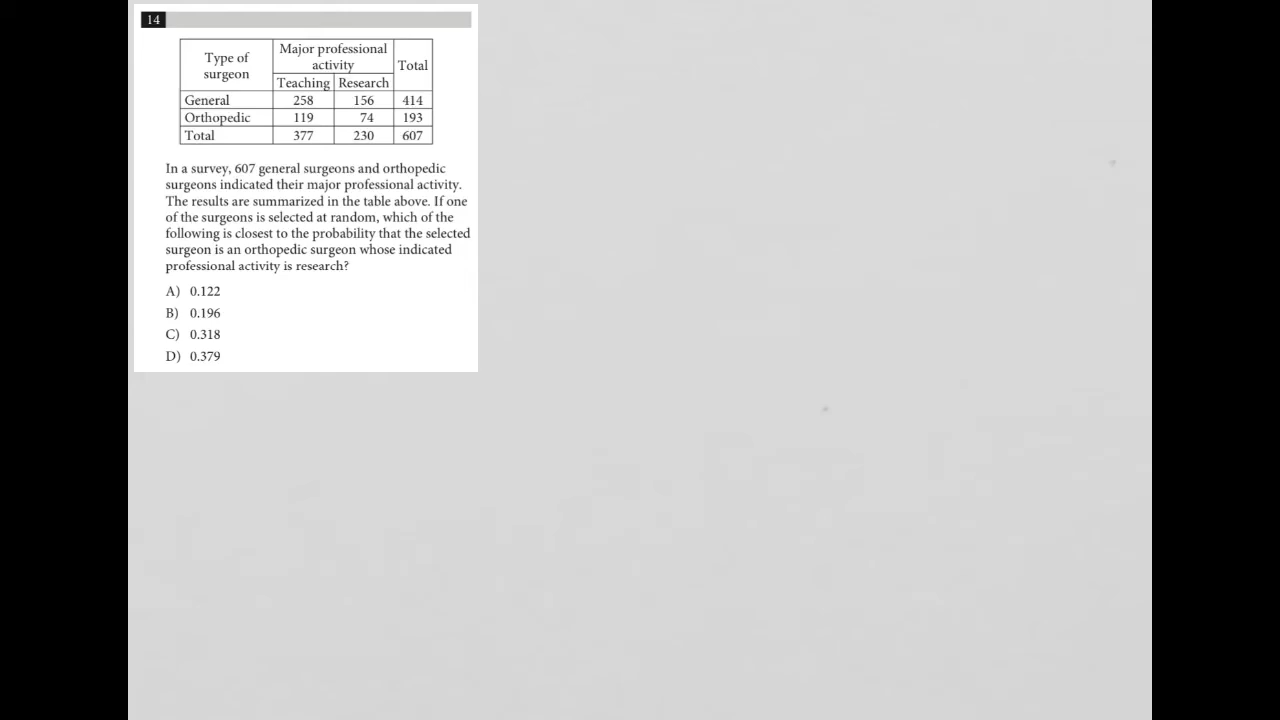 14
Type of surgeon Major professional activity Total
Teaching Research
General 258 156 414
Orthopedic 119 74 193
Total 377 230 607
In a survey, 607 general surgeons and orthopedic
surgeons indicated their major professional activity.
The results are summarized in the table above. If one
of the surgeons is selected at random, which of the
following is closest to the probability that the selected
surgeon is an orthopedic surgeon whose indicated
professional activity is research?
A) 0.122
B) 0.196
C) 0.318
D) 0.379